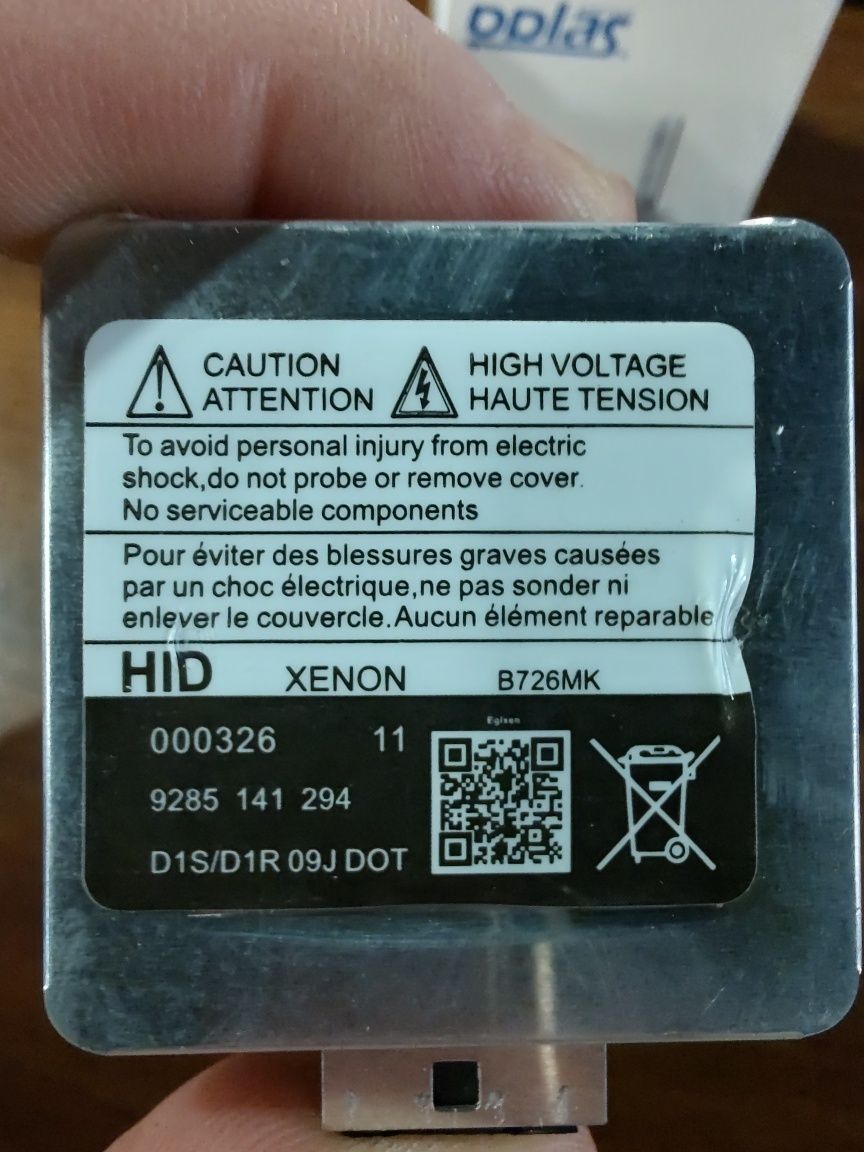 CAUTION
ATTENTION
HIGH VOLTAGE
HAUTE TENSION
To avoid personal injury from electric
shock,do not probe or remove cover.
No serviceable components
Pour éviter des blessures graves causées
par un choc électrique,ne pas sonder ni
enlever le couvercle.Aucun élément reparable
HID XENON B726MK
000326 11
9285 141 294
D1S/D1R 09J DOT